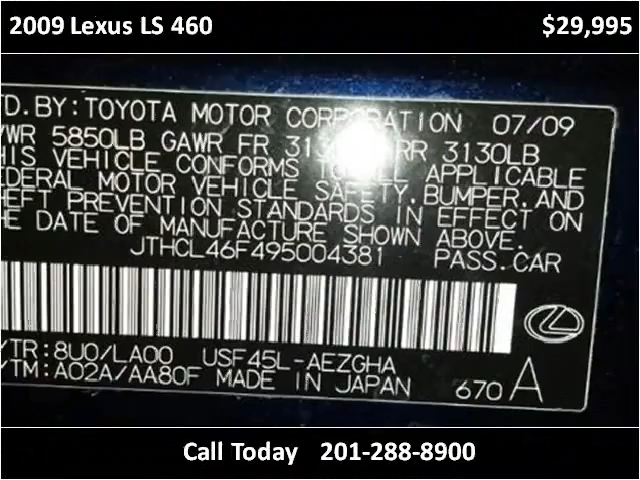 2009 Lexus LS 460
$29,995
FD.BY: TOYOTA MOTOR CORPORATION 07/09
VWR 5850LB GAWR FR 313 RR 3130LB
HIS VEHICLE CONFORMS TO ALL APPLICABLE
EDERAL MOTOR VEHICLE SAFETY, BUMPER, AND
HEFT PREVENTION STANDARDS IN EFFECT ON
HE DATE OF MANUFACTURE SHOWN ABOVE.
JTHCL46F495004381 PASS.CAR
/TR: 8U0/LA00 USF45L-AEZGHA
/TM: A02A/AA80F MADE IN JAPAN 670 A
Call Today 201-288-8900